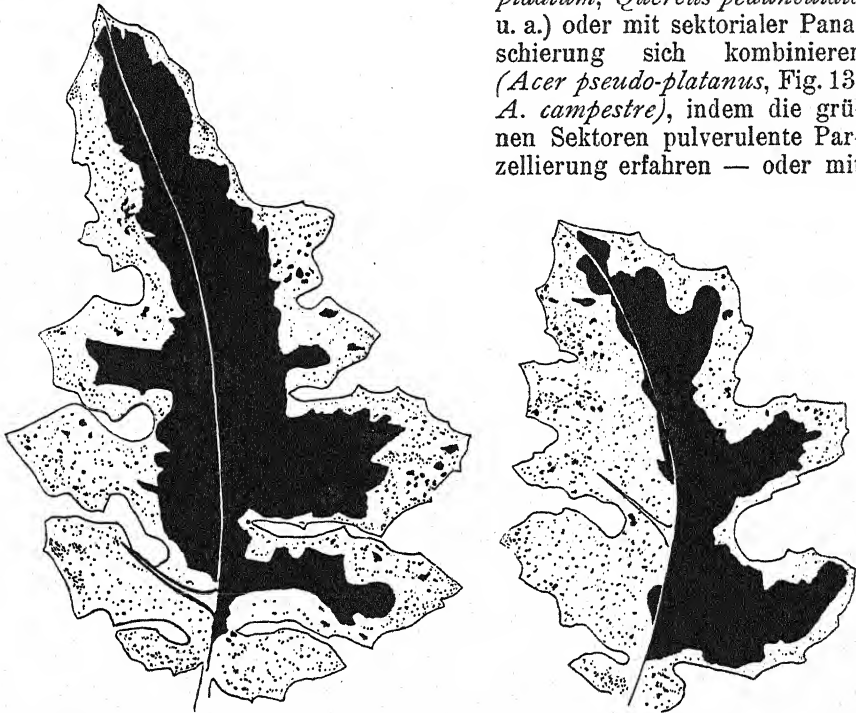 u. a.) oder mit sektorialer Pana-
schierung sich kombinieren
(Acer pseudo-platanus, Fig. 13
A. campestre), indem die grü-
nen Sektoren pulverulente Par-
zellierung erfahren — oder mit